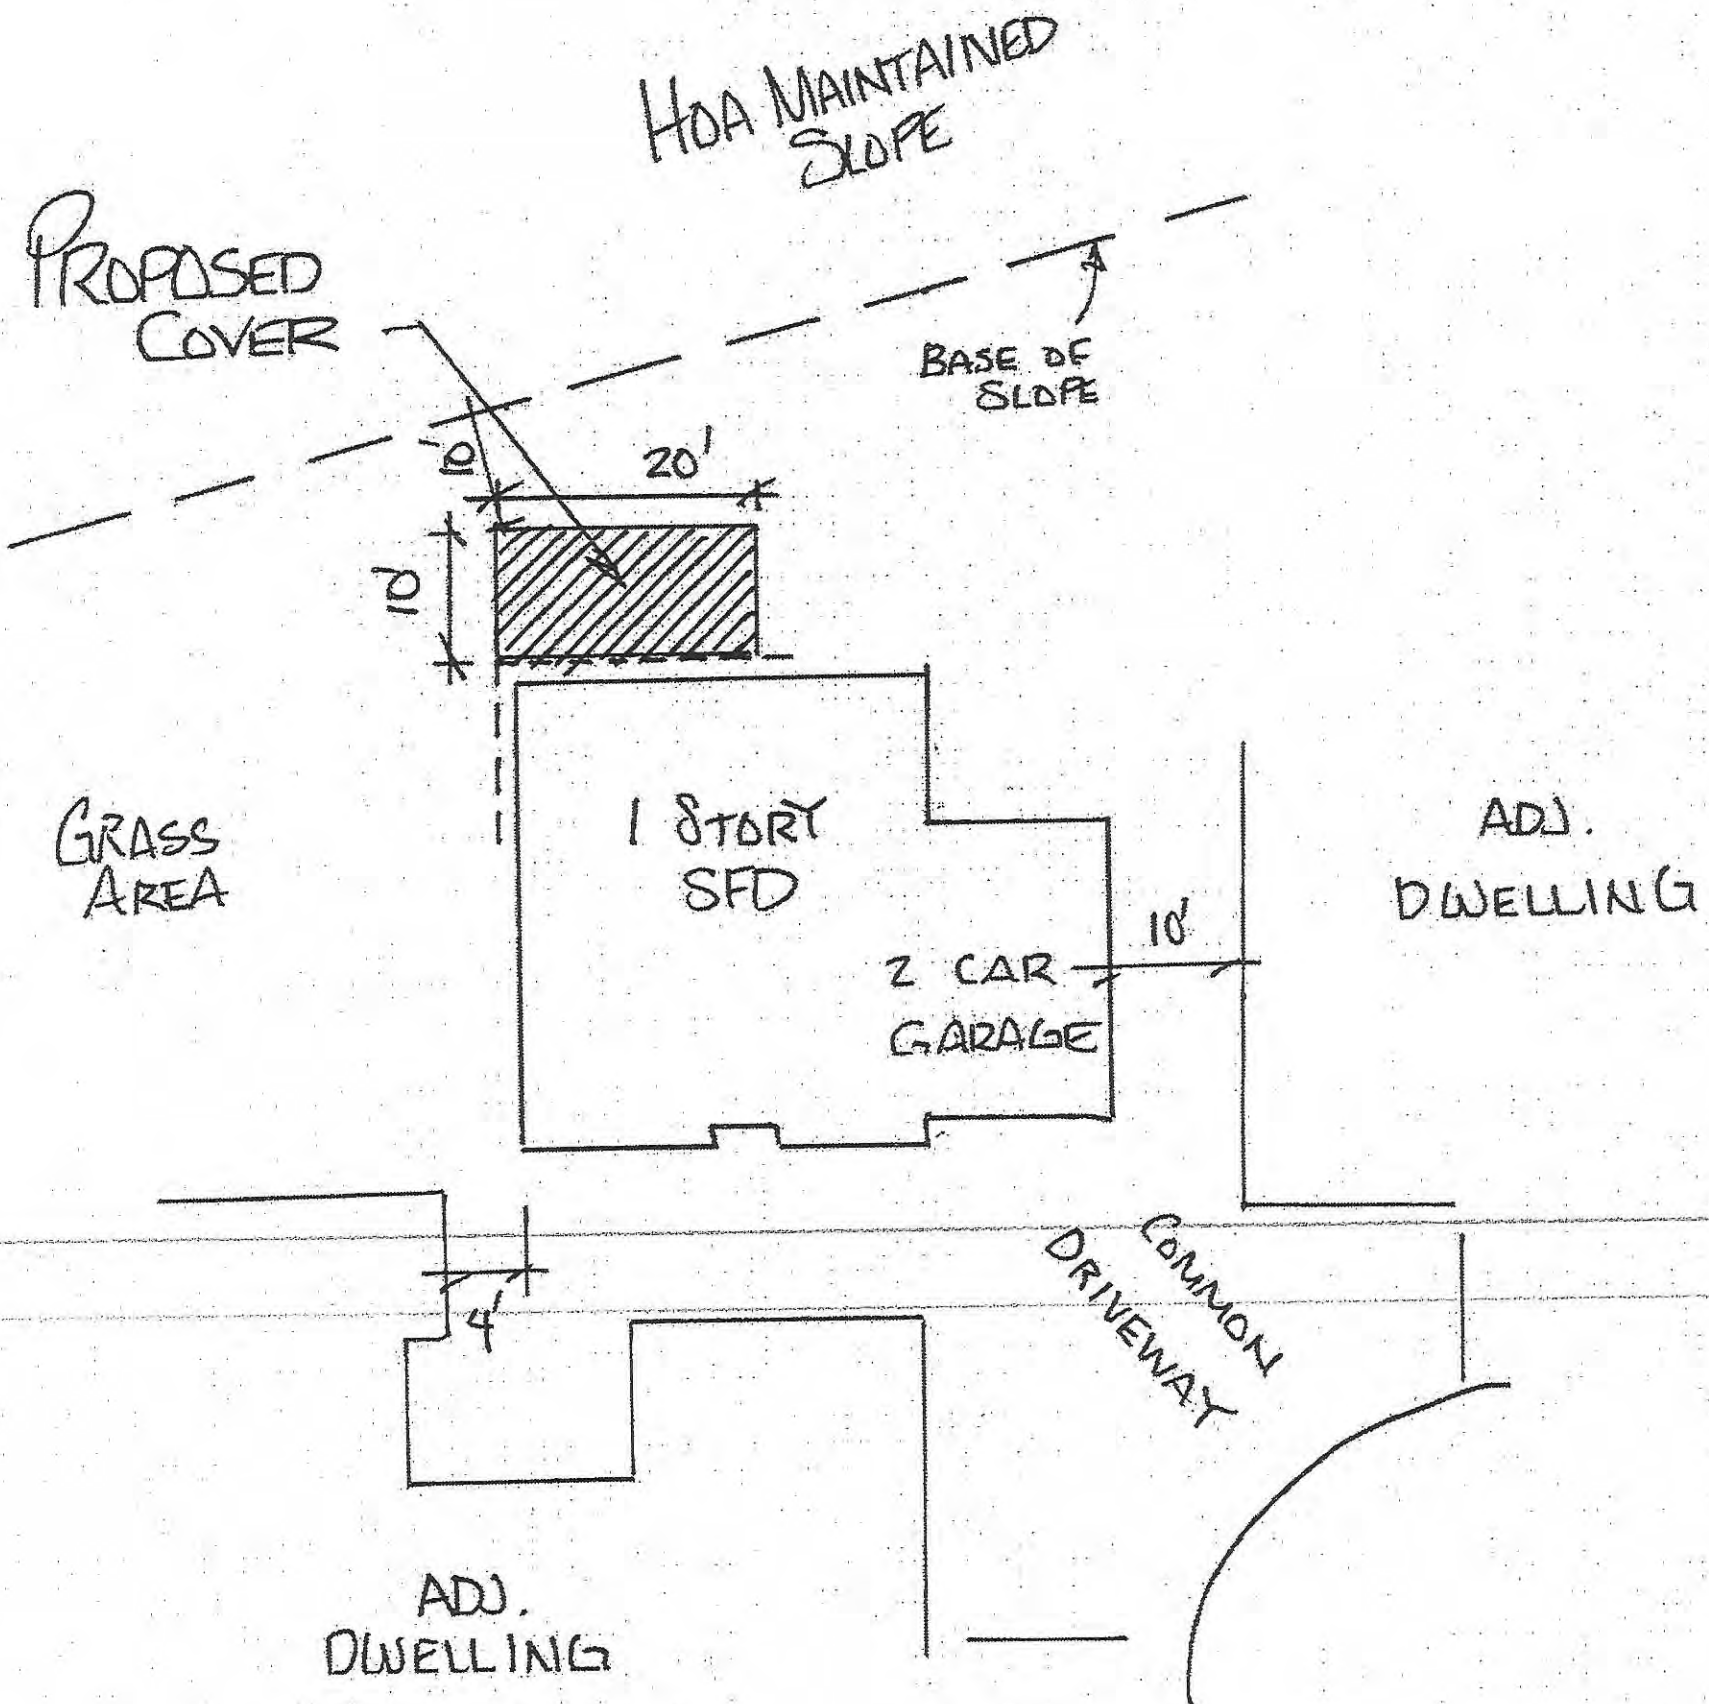 HOA MAINTAINED
SLOPE
PROPOSED
COVER
BASE OF
SLOPE
10'
20'
10'
GRASS
AREA
1 STORY
SFD
2 CAR
GARAGE
10'
ADJ.
DWELLING
4'
COMMON
DRIVEWAY
ADJ.
DWELLING